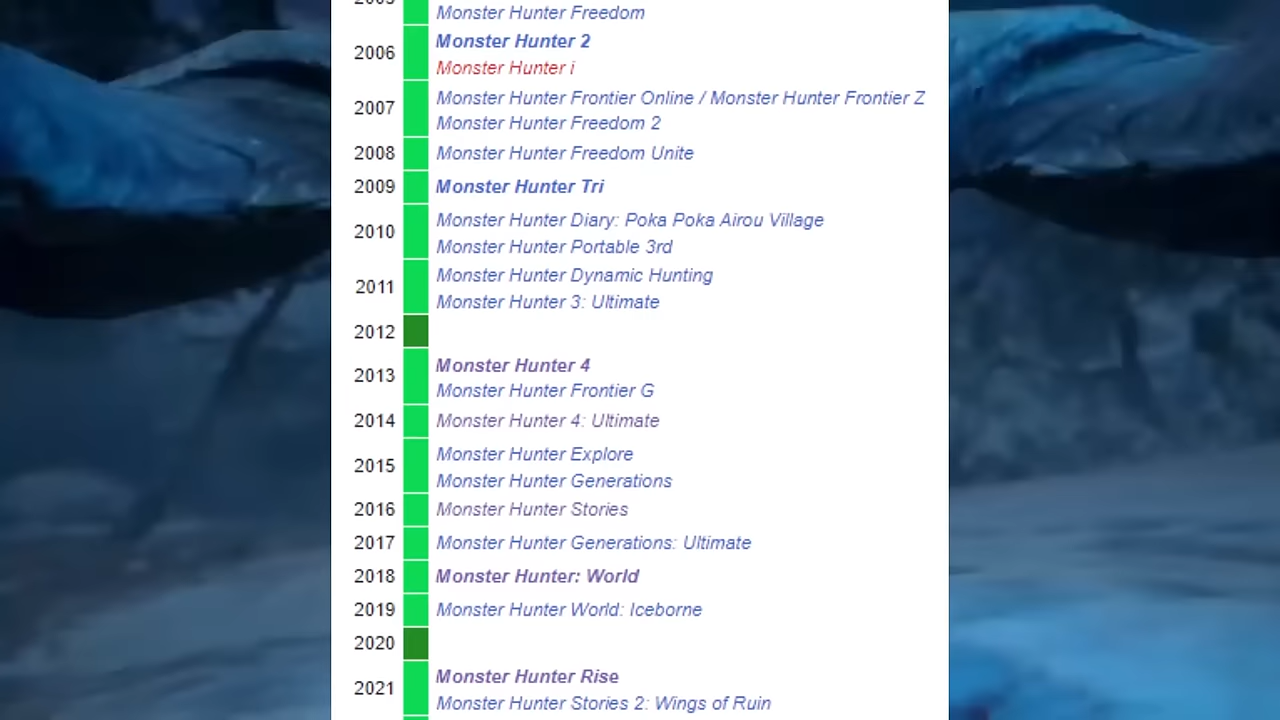 Monster Hunter Freedom
2006
Monster Hunter 2
Monster Hunter i
2007
Monster Hunter Frontier Online / Monster Hunter Frontier Z
Monster Hunter Freedom 2
2008
Monster Hunter Freedom Unite
2009
Monster Hunter Tri
2010
Monster Hunter Diary: Poka Poka Airou Village
Monster Hunter Portable 3rd
2011
Monster Hunter Dynamic Hunting
Monster Hunter 3: Ultimate
2012
2013
Monster Hunter 4
Monster Hunter Frontier G
2014
Monster Hunter 4: Ultimate
2015
Monster Hunter Explore
Monster Hunter Generations
2016
Monster Hunter Stories
2017
Monster Hunter Generations: Ultimate
2018
Monster Hunter: World
2019
Monster Hunter World: Iceborne
2020
2021
Monster Hunter Rise
Monster Hunter Stories 2: Wings of Ruin